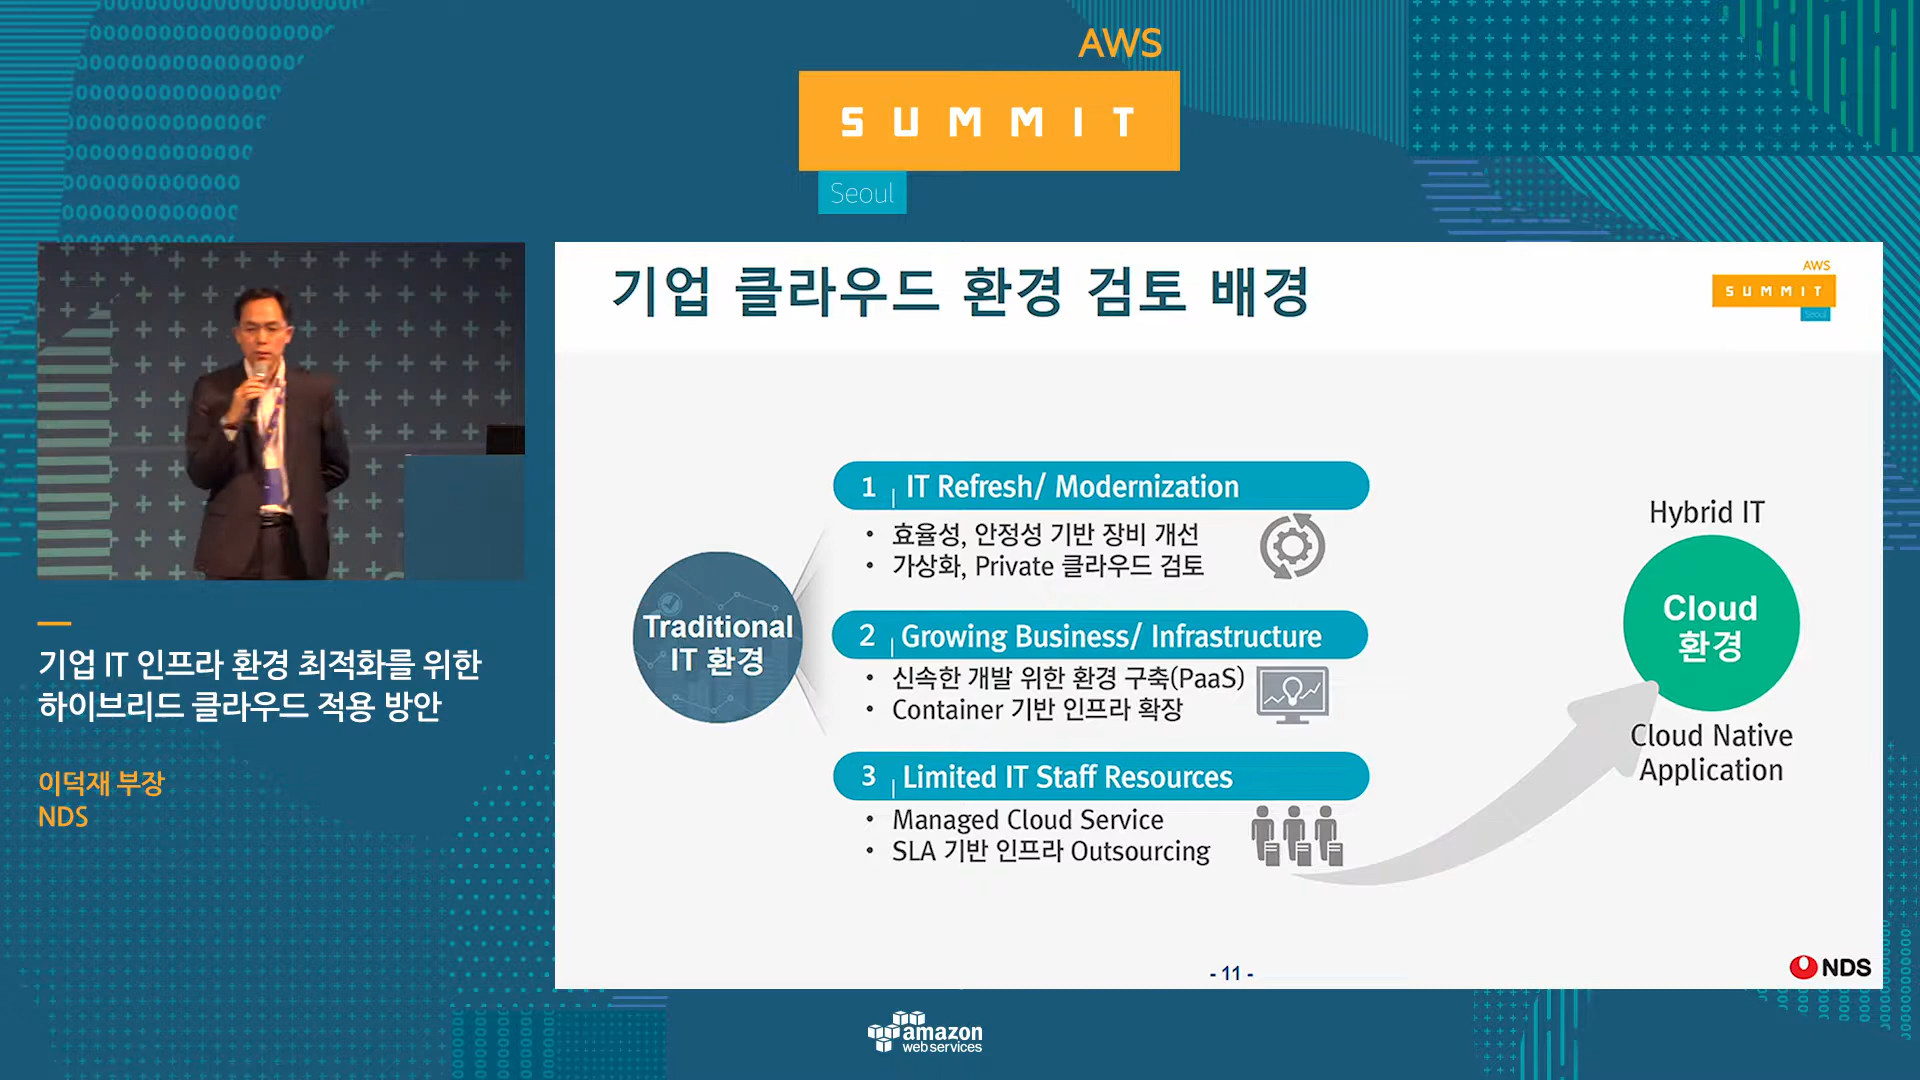 AWS
SUMMIT
Seoul
기업 IT 인프라 환경 최적화를 위한
하이브리드 클라우드 적용 방안
이덕재 부장
NDS
기업 클라우드 환경 검토 배경
AWS
SUMMIT
Seoul
Traditional
IT 환경
1 | IT Refresh/ Modernization
• 효율성, 안정성 기반 장비 개선
• 가상화, Private 클라우드 검토
2 | Growing Business/ Infrastructure
• 신속한 개발 위한 환경 구축(PaaS)
• Container 기반 인프라 확장
3 | Limited IT Staff Resources
• Managed Cloud Service
• SLA 기반 인프라 Outsourcing
Hybrid IT
Cloud
환경
Cloud Native
Application
- 11 -
NDS
amazon
web services